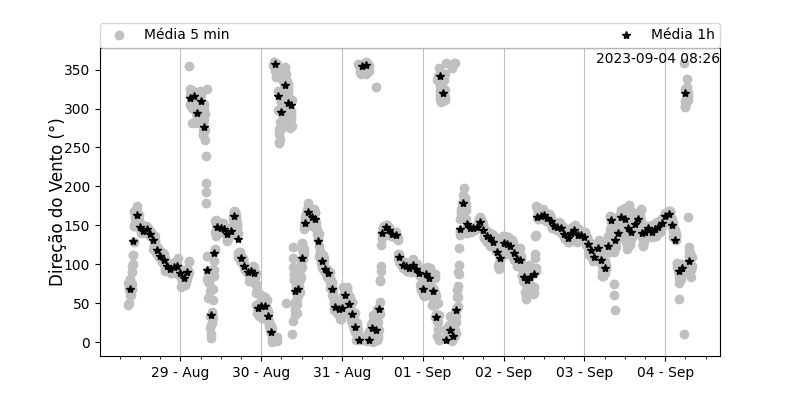 Média 5 min
Média 1h
2023-09-04 08:26
Direção do Vento (°)
350
300
250
200
150
100
50
0
29 - Aug
30 - Aug
31 - Aug
01 - Sep
02 - Sep
03 - Sep
04 - Sep